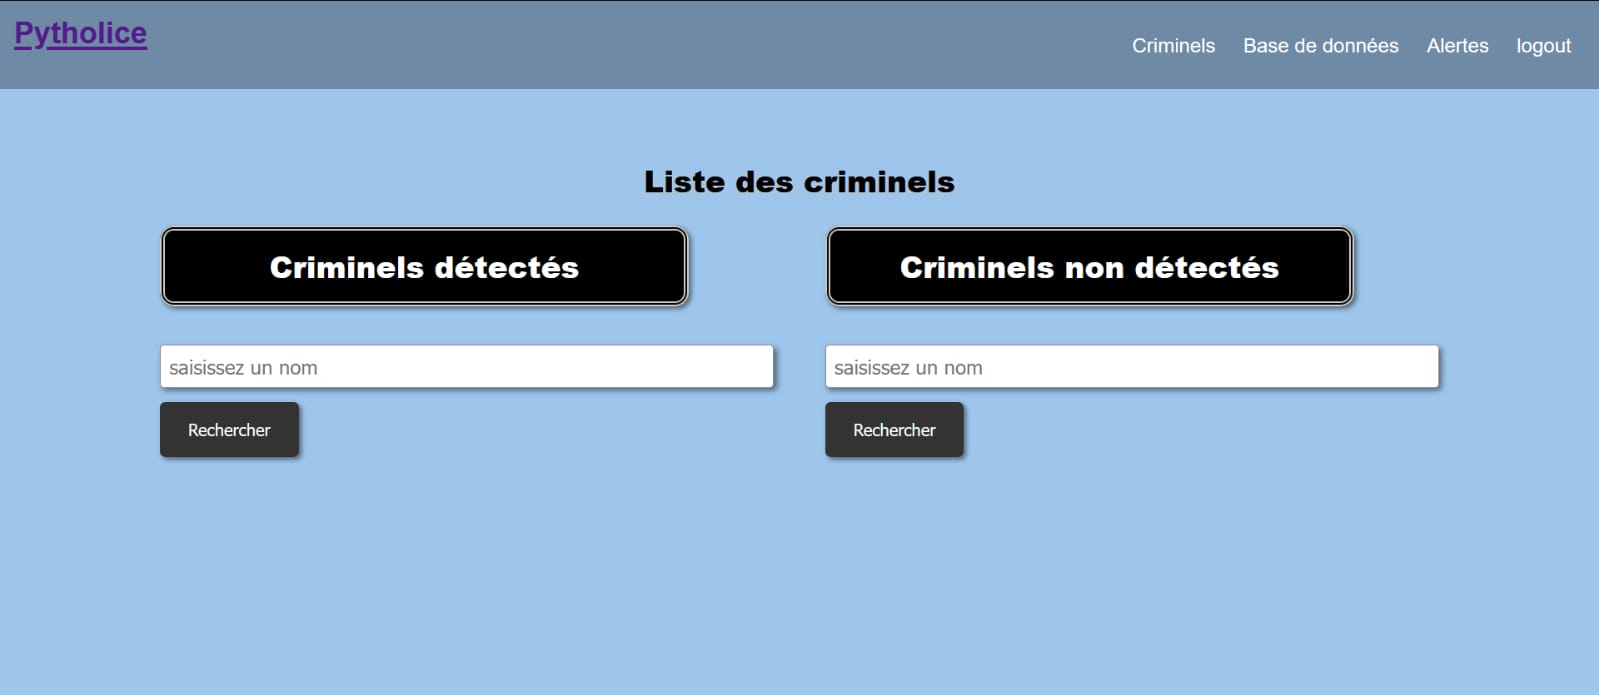 Pytholice
Criminels Base de données Alertes logout
Liste des criminels
Criminels détectés
Criminels non détectés
saisissez un nom
saisissez un nom
Rechercher
Rechercher